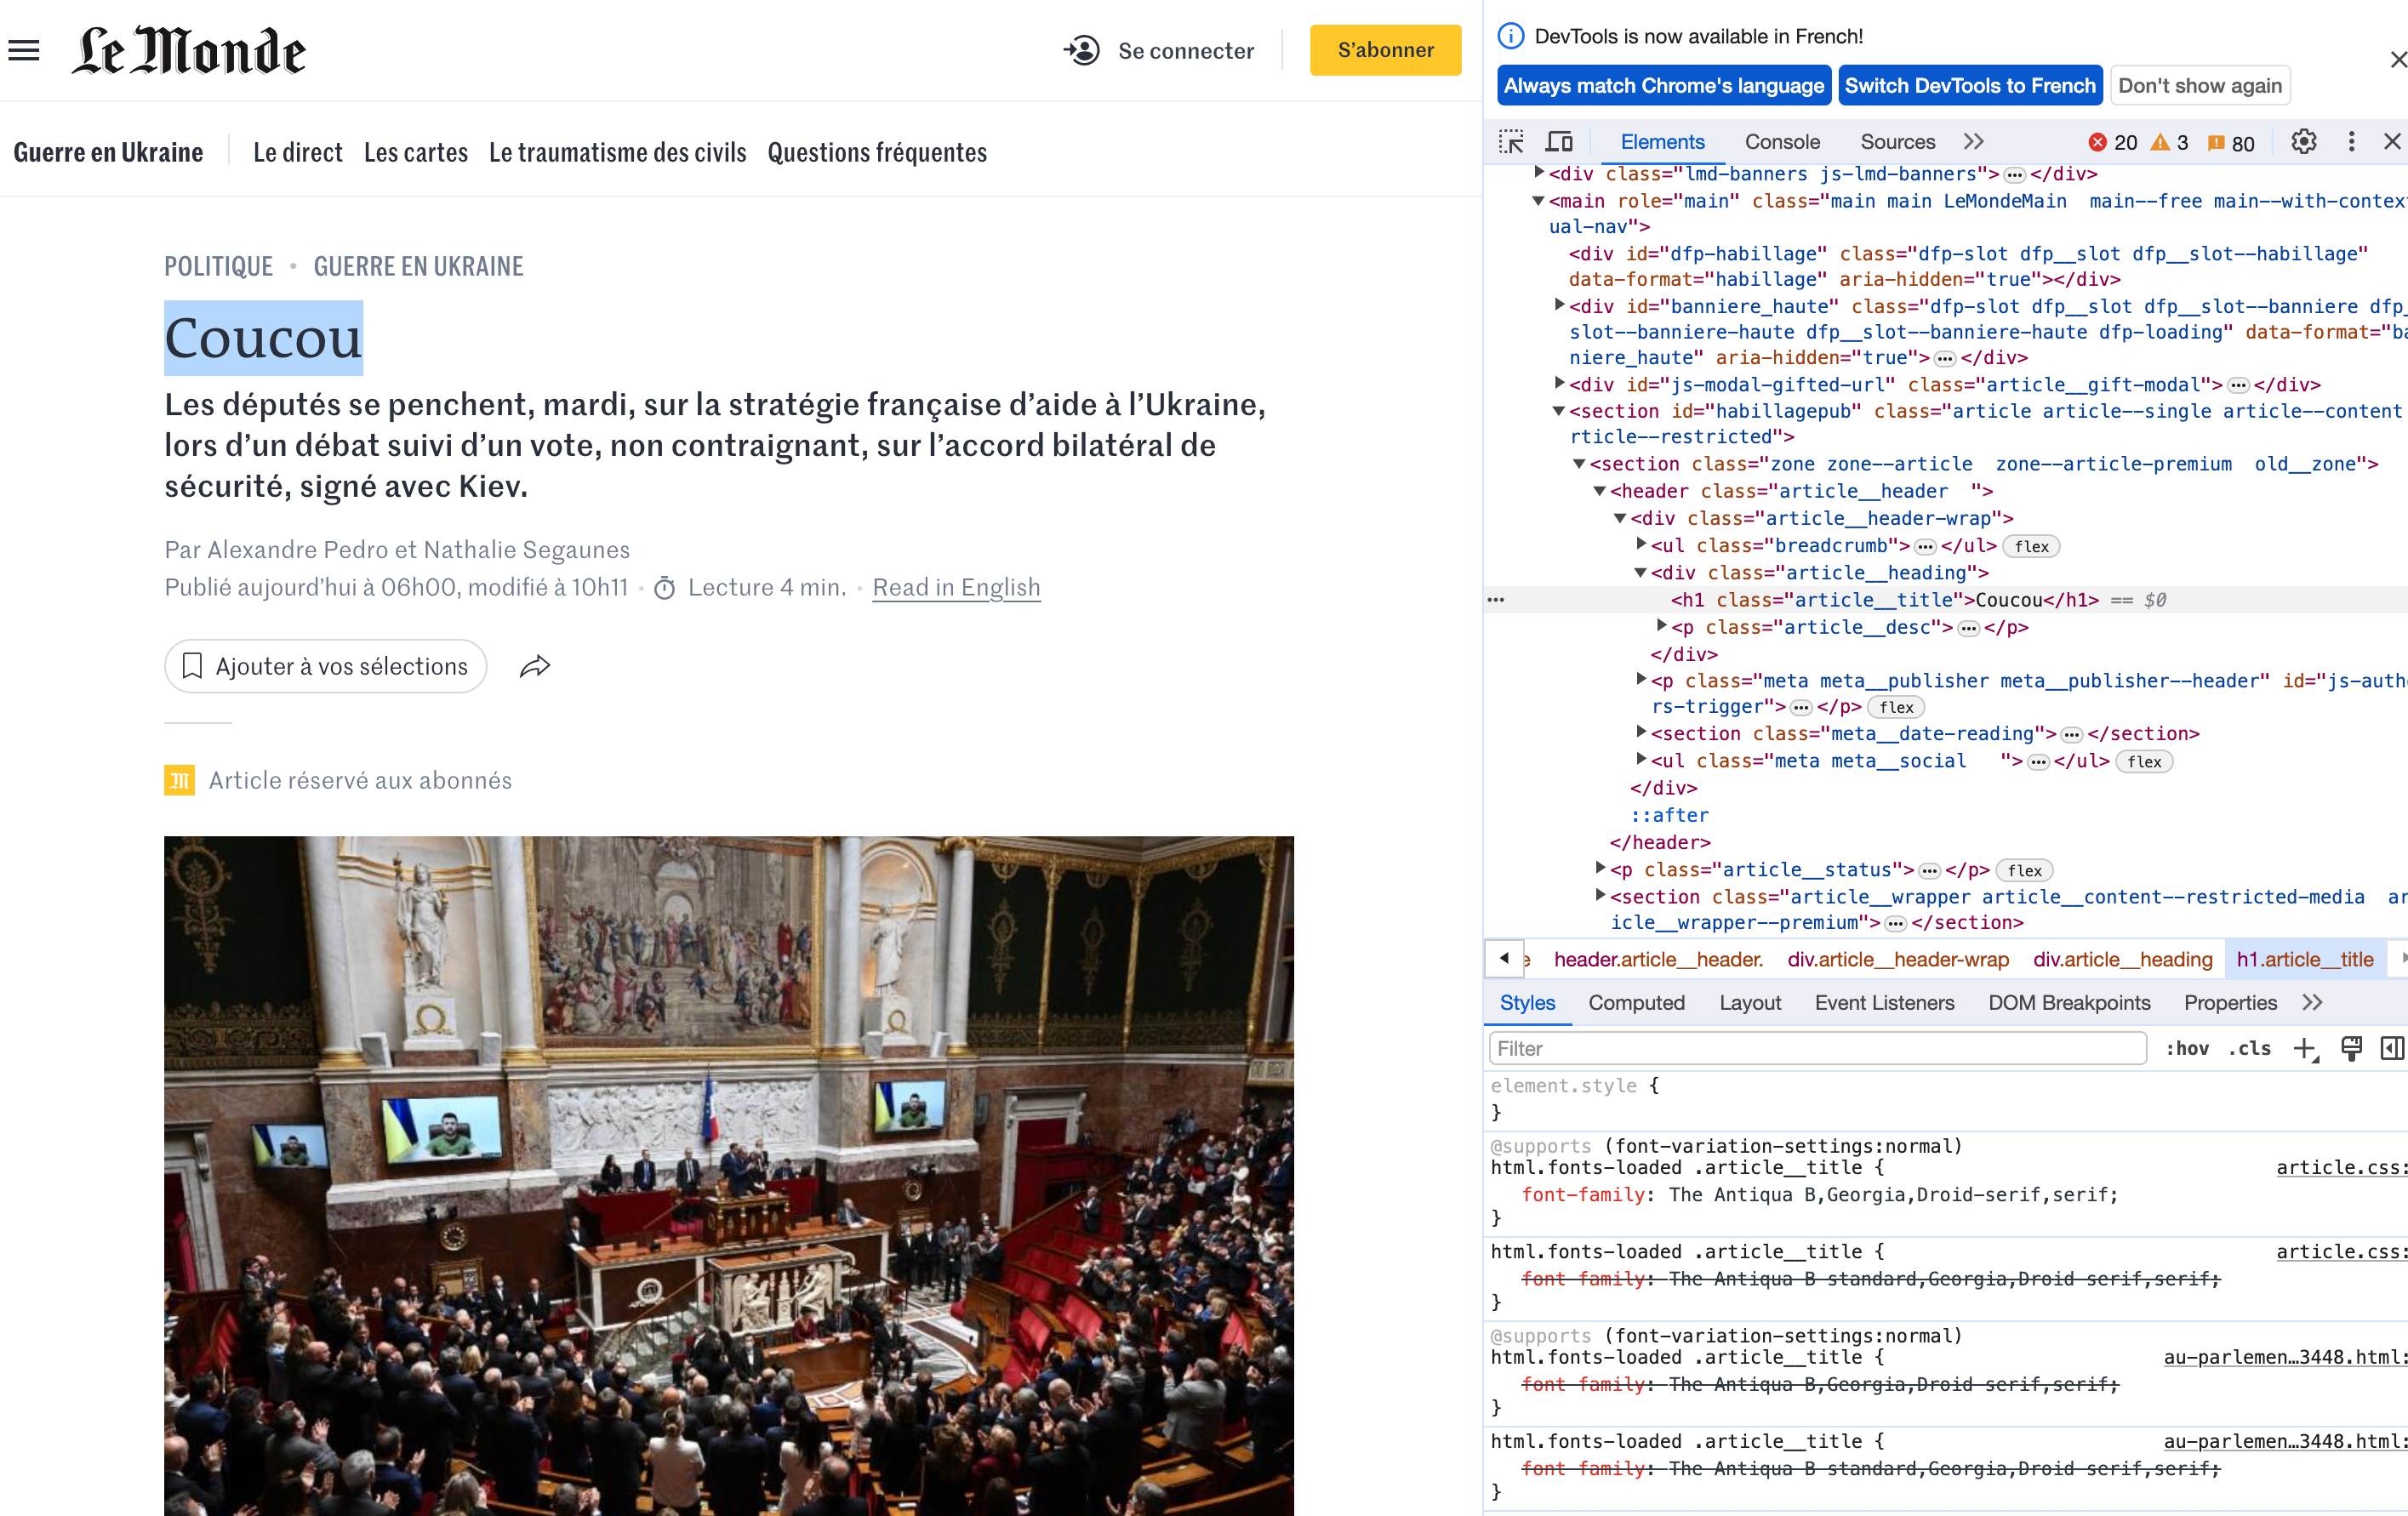 Le Monde
Se connecter
S'abonner
Guerre en Ukraine
Le direct Les cartes Le traumatisme des civils Questions fréquentes
POLITIQUE • GUERRE EN UKRAINE
Coucou
Les députés se penchent, mardi, sur la stratégie française d’aide à l’Ukraine,
lors d’un débat suivi d’un vote, non contraignant, sur l’accord bilatéral de
sécurité, signé avec Kiev.
Par Alexandre Pedro et Nathalie Segaunes
Publié aujourd’hui à 06h00, modifié à 10h11 • Lecture 4 min. • Read in English
Ajouter à vos sélections
M Article réservé aux abonnés
DevTools is now available in French!
Always match Chrome's language Switch DevTools to French Don't show again
Elements Console Sources 20 3 80
<div class="lmd-banners js-lmd-banners">…</div>
<main role="main" class="main main LeMondeMain  main--free main--with-contex
ual-nav">
<div id="dfp-habillage" class="dfp-slot dfp__slot dfp__slot--habillage"
data-format="habillage" aria-hidden="true"></div>
<div id="banniere_haute" class="dfp-slot dfp__slot dfp__slot--banniere dfp_
slot--banniere-haute dfp__slot--banniere-haute dfp-loading" data-format="ba
niere_haute" aria-hidden="true">…</div>
<div id="js-modal-gifted-url" class="article__gift-modal">…</div>
<section id="habillagepub" class="article article--single article--content
rticle--restricted">
<section class="zone zone--article  zone--article-premium  old__zone">
<header class="article__header  ">
<div class="article__header-wrap">
<ul class="breadcrumb">…</ul> flex
<div class="article__heading">
… <h1 class="article__title">Coucou</h1> == $0
<p class="article__desc">…</p>
</div>
<p class="meta meta__publisher meta__publisher--header" id="js-auth
rs-trigger">…</p> flex
<section class="meta__date-reading">…</section>
<ul class="meta meta__social   ">…</ul> flex
</div>
::after
</header>
<p class="article__status">…</p> flex
<section class="article__wrapper article__content--restricted-media  ar
icle__wrapper--premium">…</section>
e header.article__header. div.article__header-wrap div.article__heading h1.article__title
Styles Computed Layout Event Listeners DOM Breakpoints Properties
Filter :hov .cls
element.style {
}
@supports (font-variation-settings:normal)
html.fonts-loaded .article__title { article.css:
font-family: The Antiqua B,Georgia,Droid-serif,serif;
}
html.fonts-loaded .article__title { article.css:
font-family: The Antiqua B standard,Georgia,Droid-serif,serif;
}
@supports (font-variation-settings:normal)
html.fonts-loaded .article__title { au-parlemen…3448.html:
font-family: The Antiqua B,Georgia,Droid-serif,serif;
}
html.fonts-loaded .article__title { au-parlemen…3448.html:
font-family: The Antiqua B standard,Georgia,Droid-serif,serif;
}